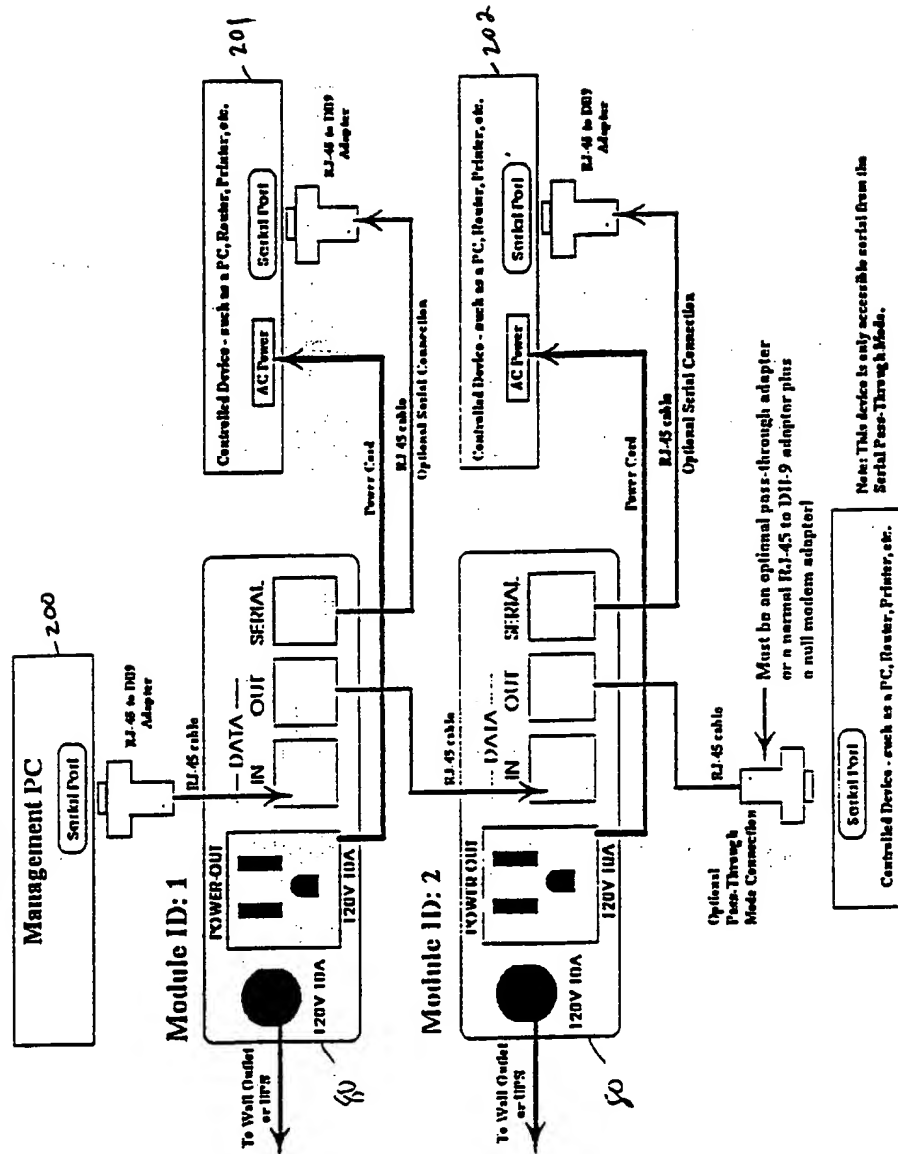 Management PC
Serial Port
200
RJ-45 to DB9
Adapter
RJ-45 cable
Module ID: 1
POWER-OUT
120V 10A
120V 10A
DATA
IN
OUT
SERIAL
To Wall Outlet
or UPS
80
Power Cord
RJ 45 cable
Optional Serial Connection
201
Controlled Device - such as a PC, Router, Printer, etc.
AC Power
Serial Port
RJ-45 to DB9
Adapter
RJ-45 cable
Module ID: 2
POWER OUT
120V 10A
120V 10A
DATA
IN
OUT
SERIAL
To Wall Outlet
or UPS
80
Power Cord
RJ-45 cable
Optional Serial Connection
202
Controlled Device - such as a PC, Router, Printer, etc.
AC Power
Serial Port
RJ-45 to DB9
Adapter
RJ-45 cable
Optional
Pass-Through
Mode Connection
Must be an optional pass-through adapter
or a normal RJ-45 to DB-9 adapter plus
a null modem adapter!
Serial Port
Controlled Device - such as a PC, Router, Printer, etc.
Note: This device is only accessible serial from the
Serial Pass-Through Mode.